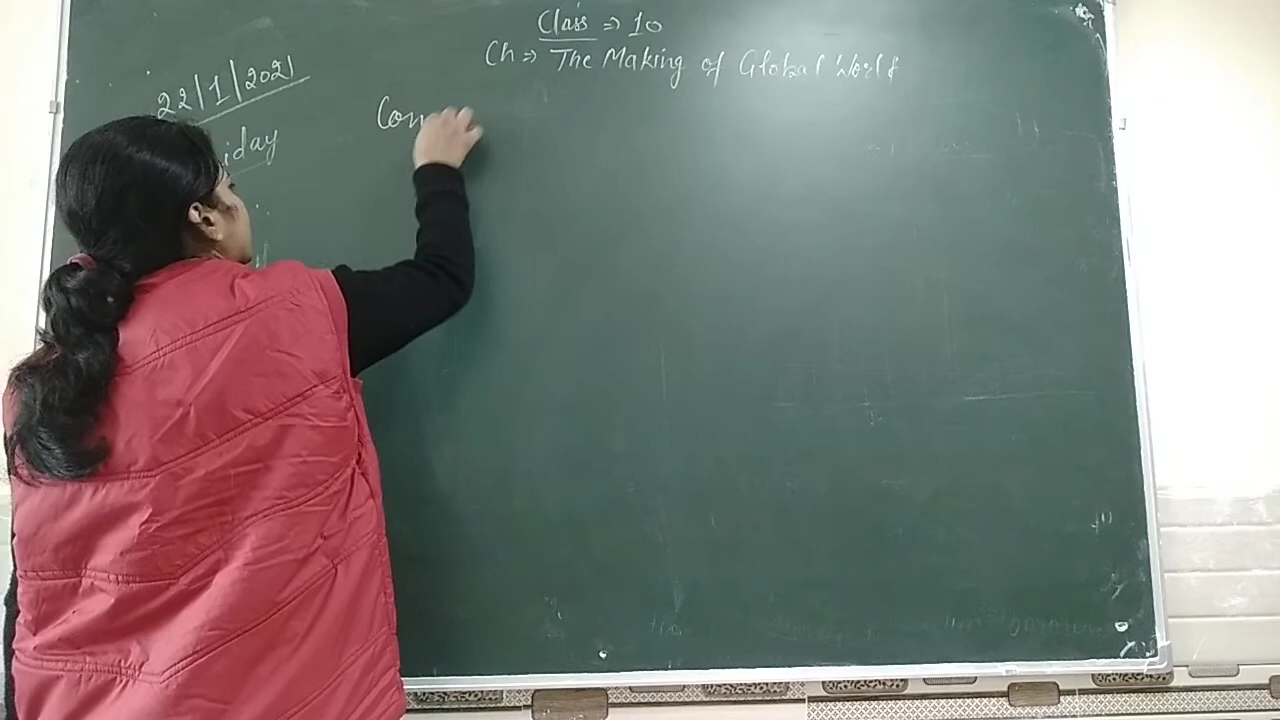 Class ⇒ 10
Ch ⇒ The Making of Global World
22/1/2021
iday
Con